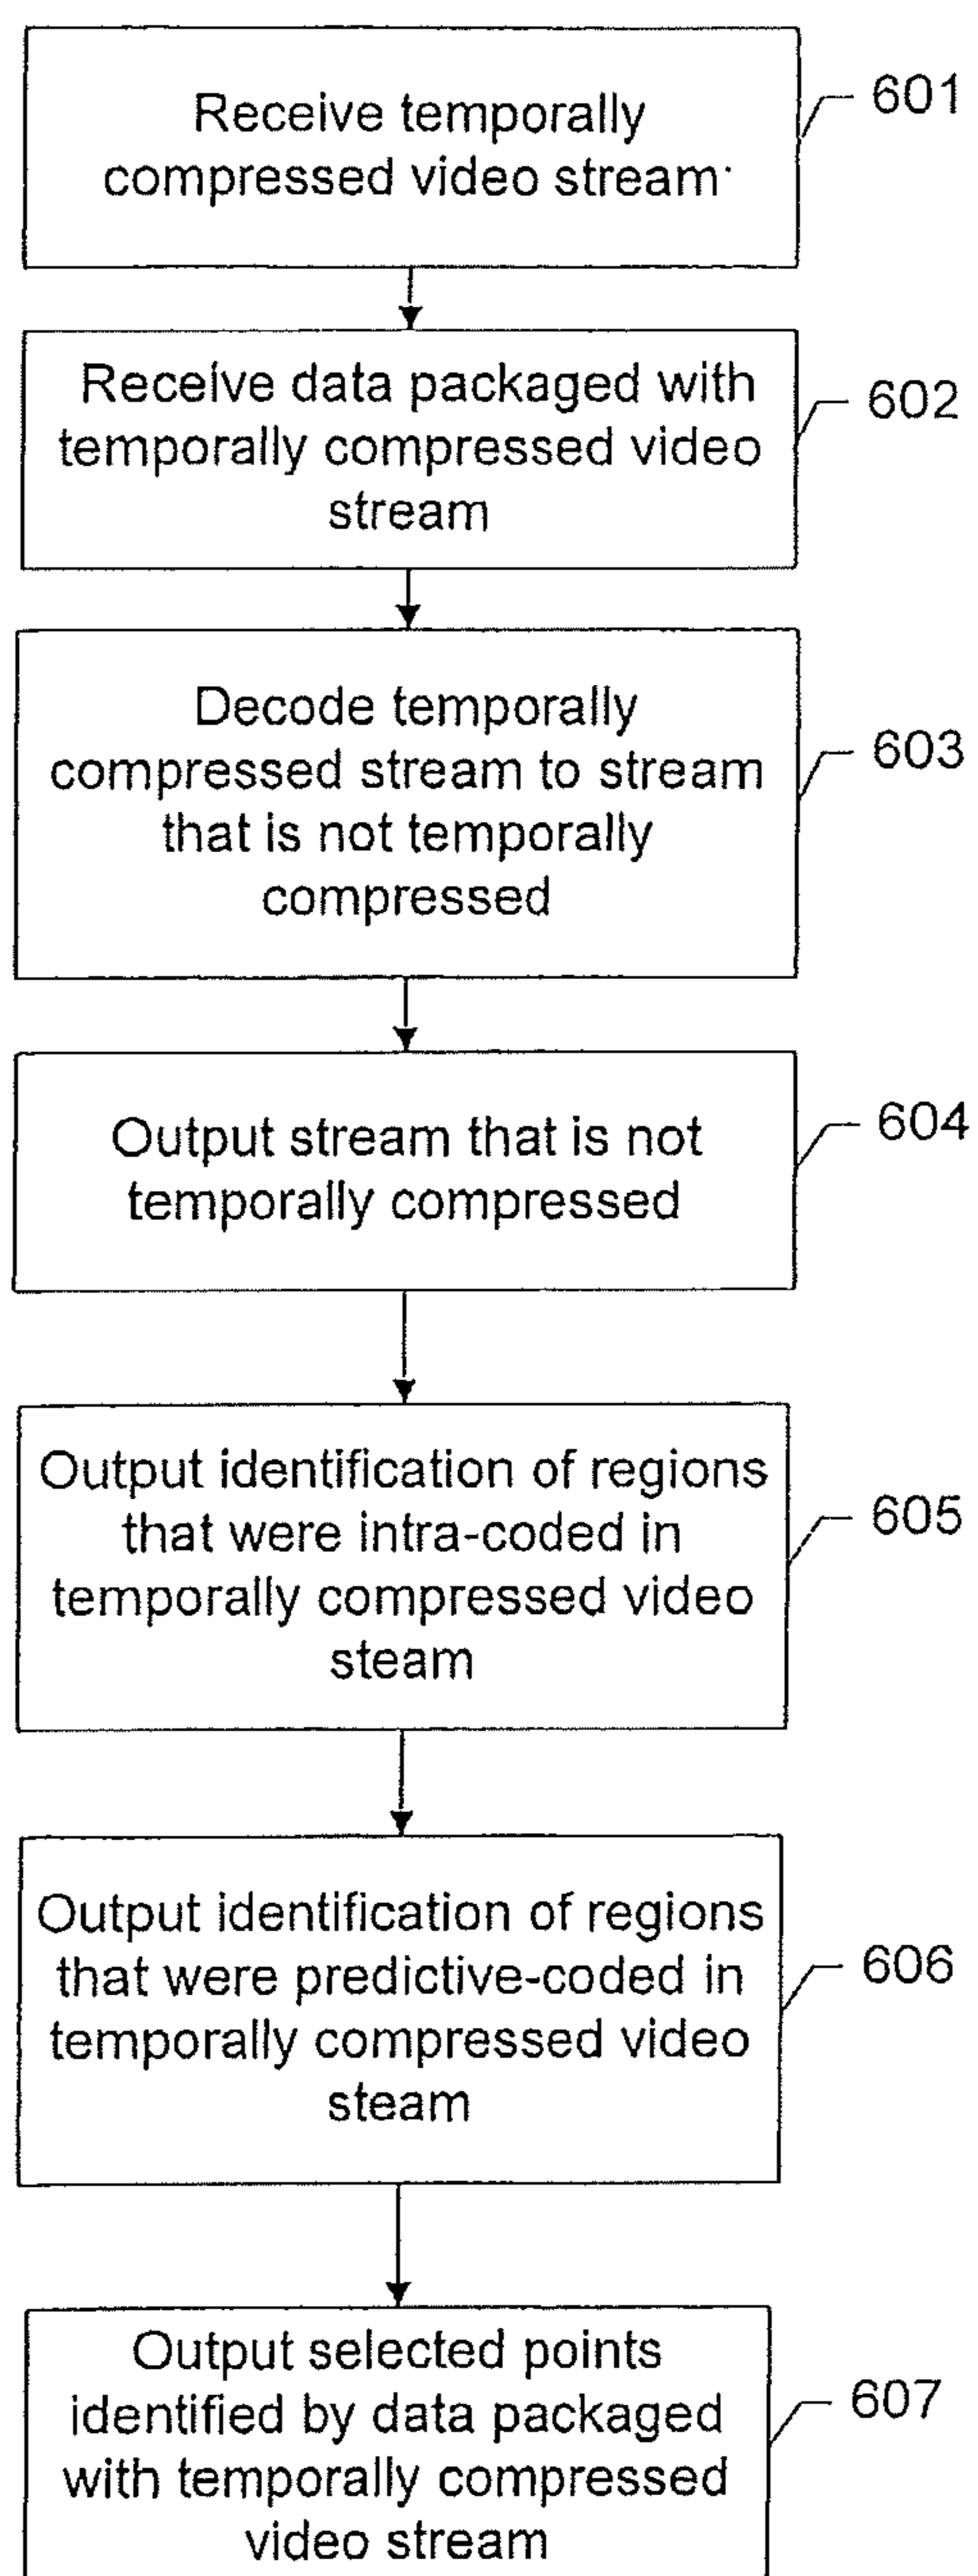 Receive temporally
compressed video stream
601
Receive data packaged with
temporally compressed video
stream
602
Decode temporally
compressed stream to stream
that is not temporally
compressed
603
Output stream that is not
temporally compressed
604
Output identification of regions
that were intra-coded in
temporally compressed video
steam
605
Output identification of regions
that were predictive-coded in
temporally compressed video
steam
606
Output selected points
identified by data packaged
with temporally compressed
video stream
607